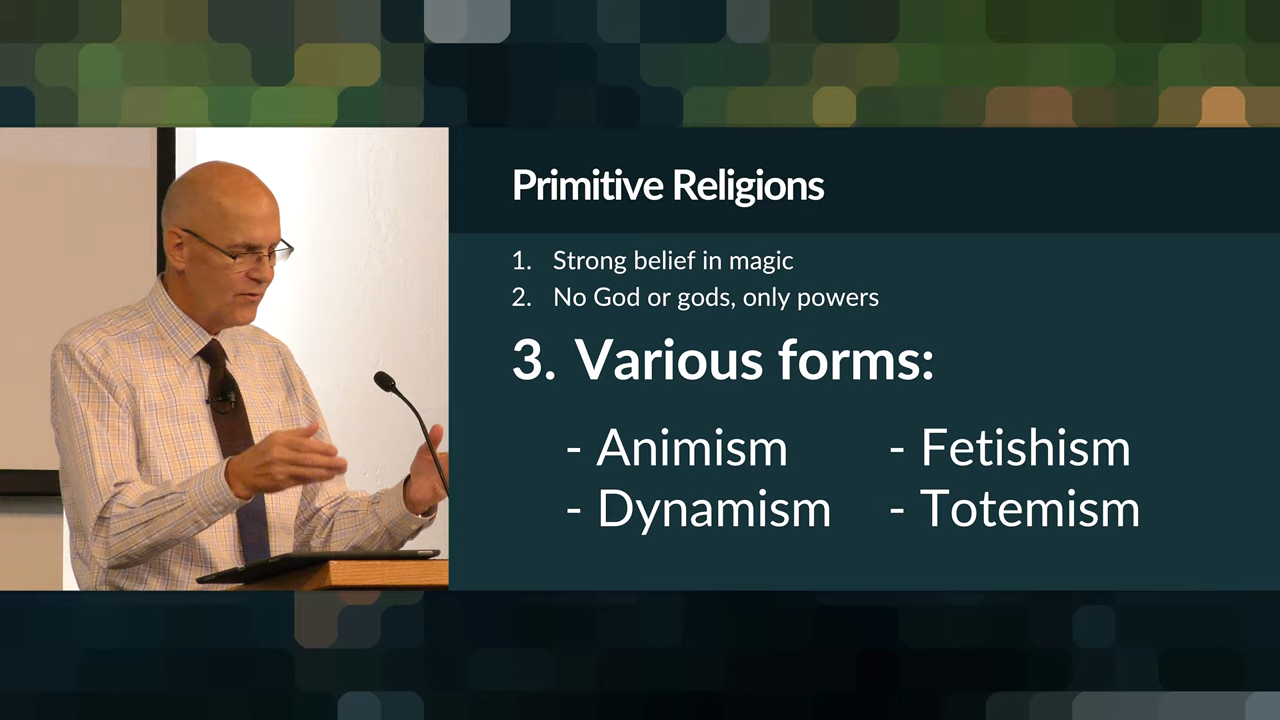 Primitive Religions
1. Strong belief in magic
2. No God or gods, only powers
3. Various forms:
- Animism - Fetishism
- Dynamism - Totemism